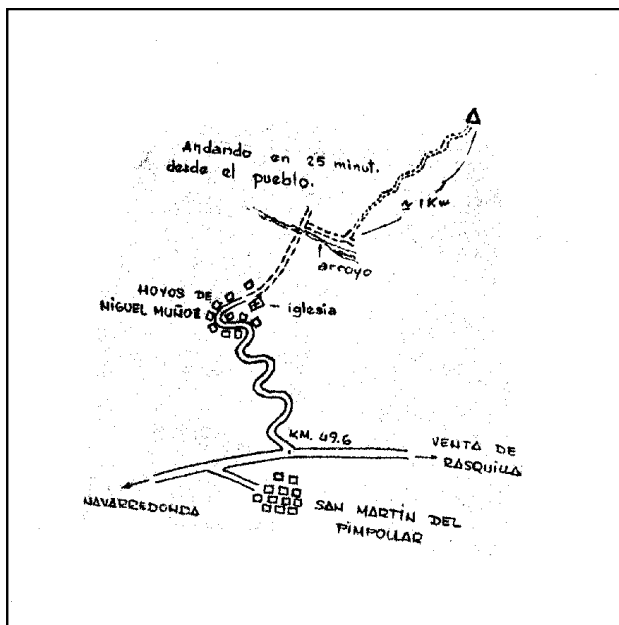 Andando en 25 minut.
desde el pueblo.
≈ 1 Km
arroyo
HOYOS DE
MIGUEL MUÑOZ
iglesia
KM. 49.6
VENTA DE
RASQUILLA
NAVARREDONDA
SAN MARTÍN DEL
PIMPOLLAR